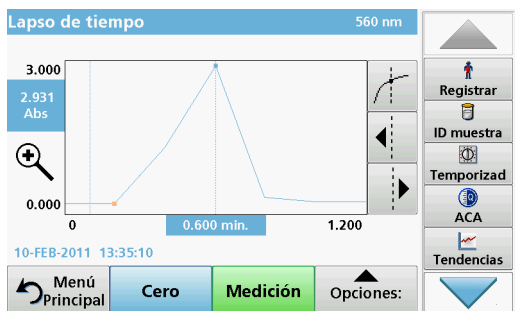 Lapso de tiempo 560 nm
3.000
2.931
Abs
0.000
0 0.600 min. 1.200
10-FEB-2011 13:35:10
Menú
Principal
Cero
Medición
Opciones:
Registrar
ID muestra
Temporizad
ACA
Tendencias